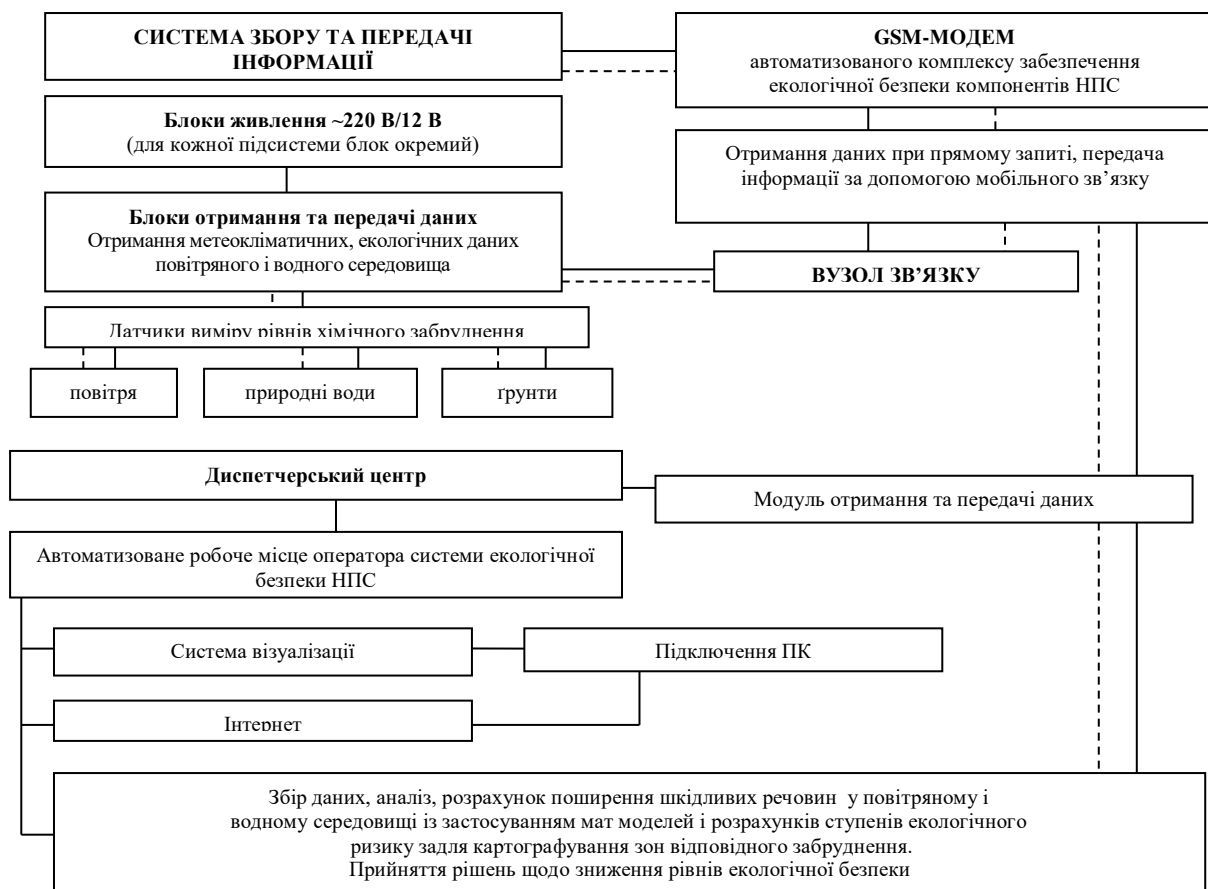 СИСТЕМА ЗБОРУ ТА ПЕРЕДАЧІ
ІНФОРМАЦІЇ
GSM-МОДЕМ
автоматизованого комплексу забезпечення
екологічної безпеки компонентів НПС
Блоки живлення ~220 В/12 В
(для кожної підсистеми блок окремий)
Отримання даних при прямому запиті, передача
інформації за допомогою мобільного зв’язку
Блоки отримання та передачі даних
Отримання метеокліматичних, екологічних даних
повітряного і водного середовища
ВУЗОЛ ЗВ’ЯЗКУ
Датчики виміру рівнів хімічного забруднення
повітря
природні води
ґрунти
Диспетчерський центр
Модуль отримання та передачі даних
Автоматизоване робоче місце оператора системи екологічної
безпеки НПС
Система візуалізації
Підключення ПК
Інтернет
Збір даних, аналіз, розрахунок поширення шкідливих речовин у повітряному і
водному середовищі із застосуванням мат моделей і розрахунків ступенів екологічного
ризику задля картографування зон відповідного забруднення.
Прийняття рішень щодо зниження рівнів екологічної безпеки